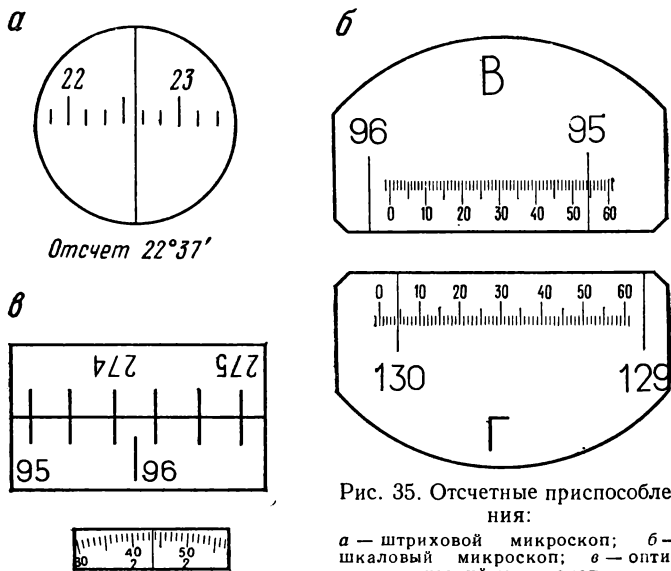 а
22 23
Отсчет 22°37′
б
В
96 95
0 10 20 30 40 50 60
0 10 20 30 40 50 60
130 129
Г
в
274 275
95 96
40 50
2 2
Рис. 35. Отсчетные приспособле-
ния:
а — штриховой микроскоп; б —
шкаловый микроскоп; в — опти-